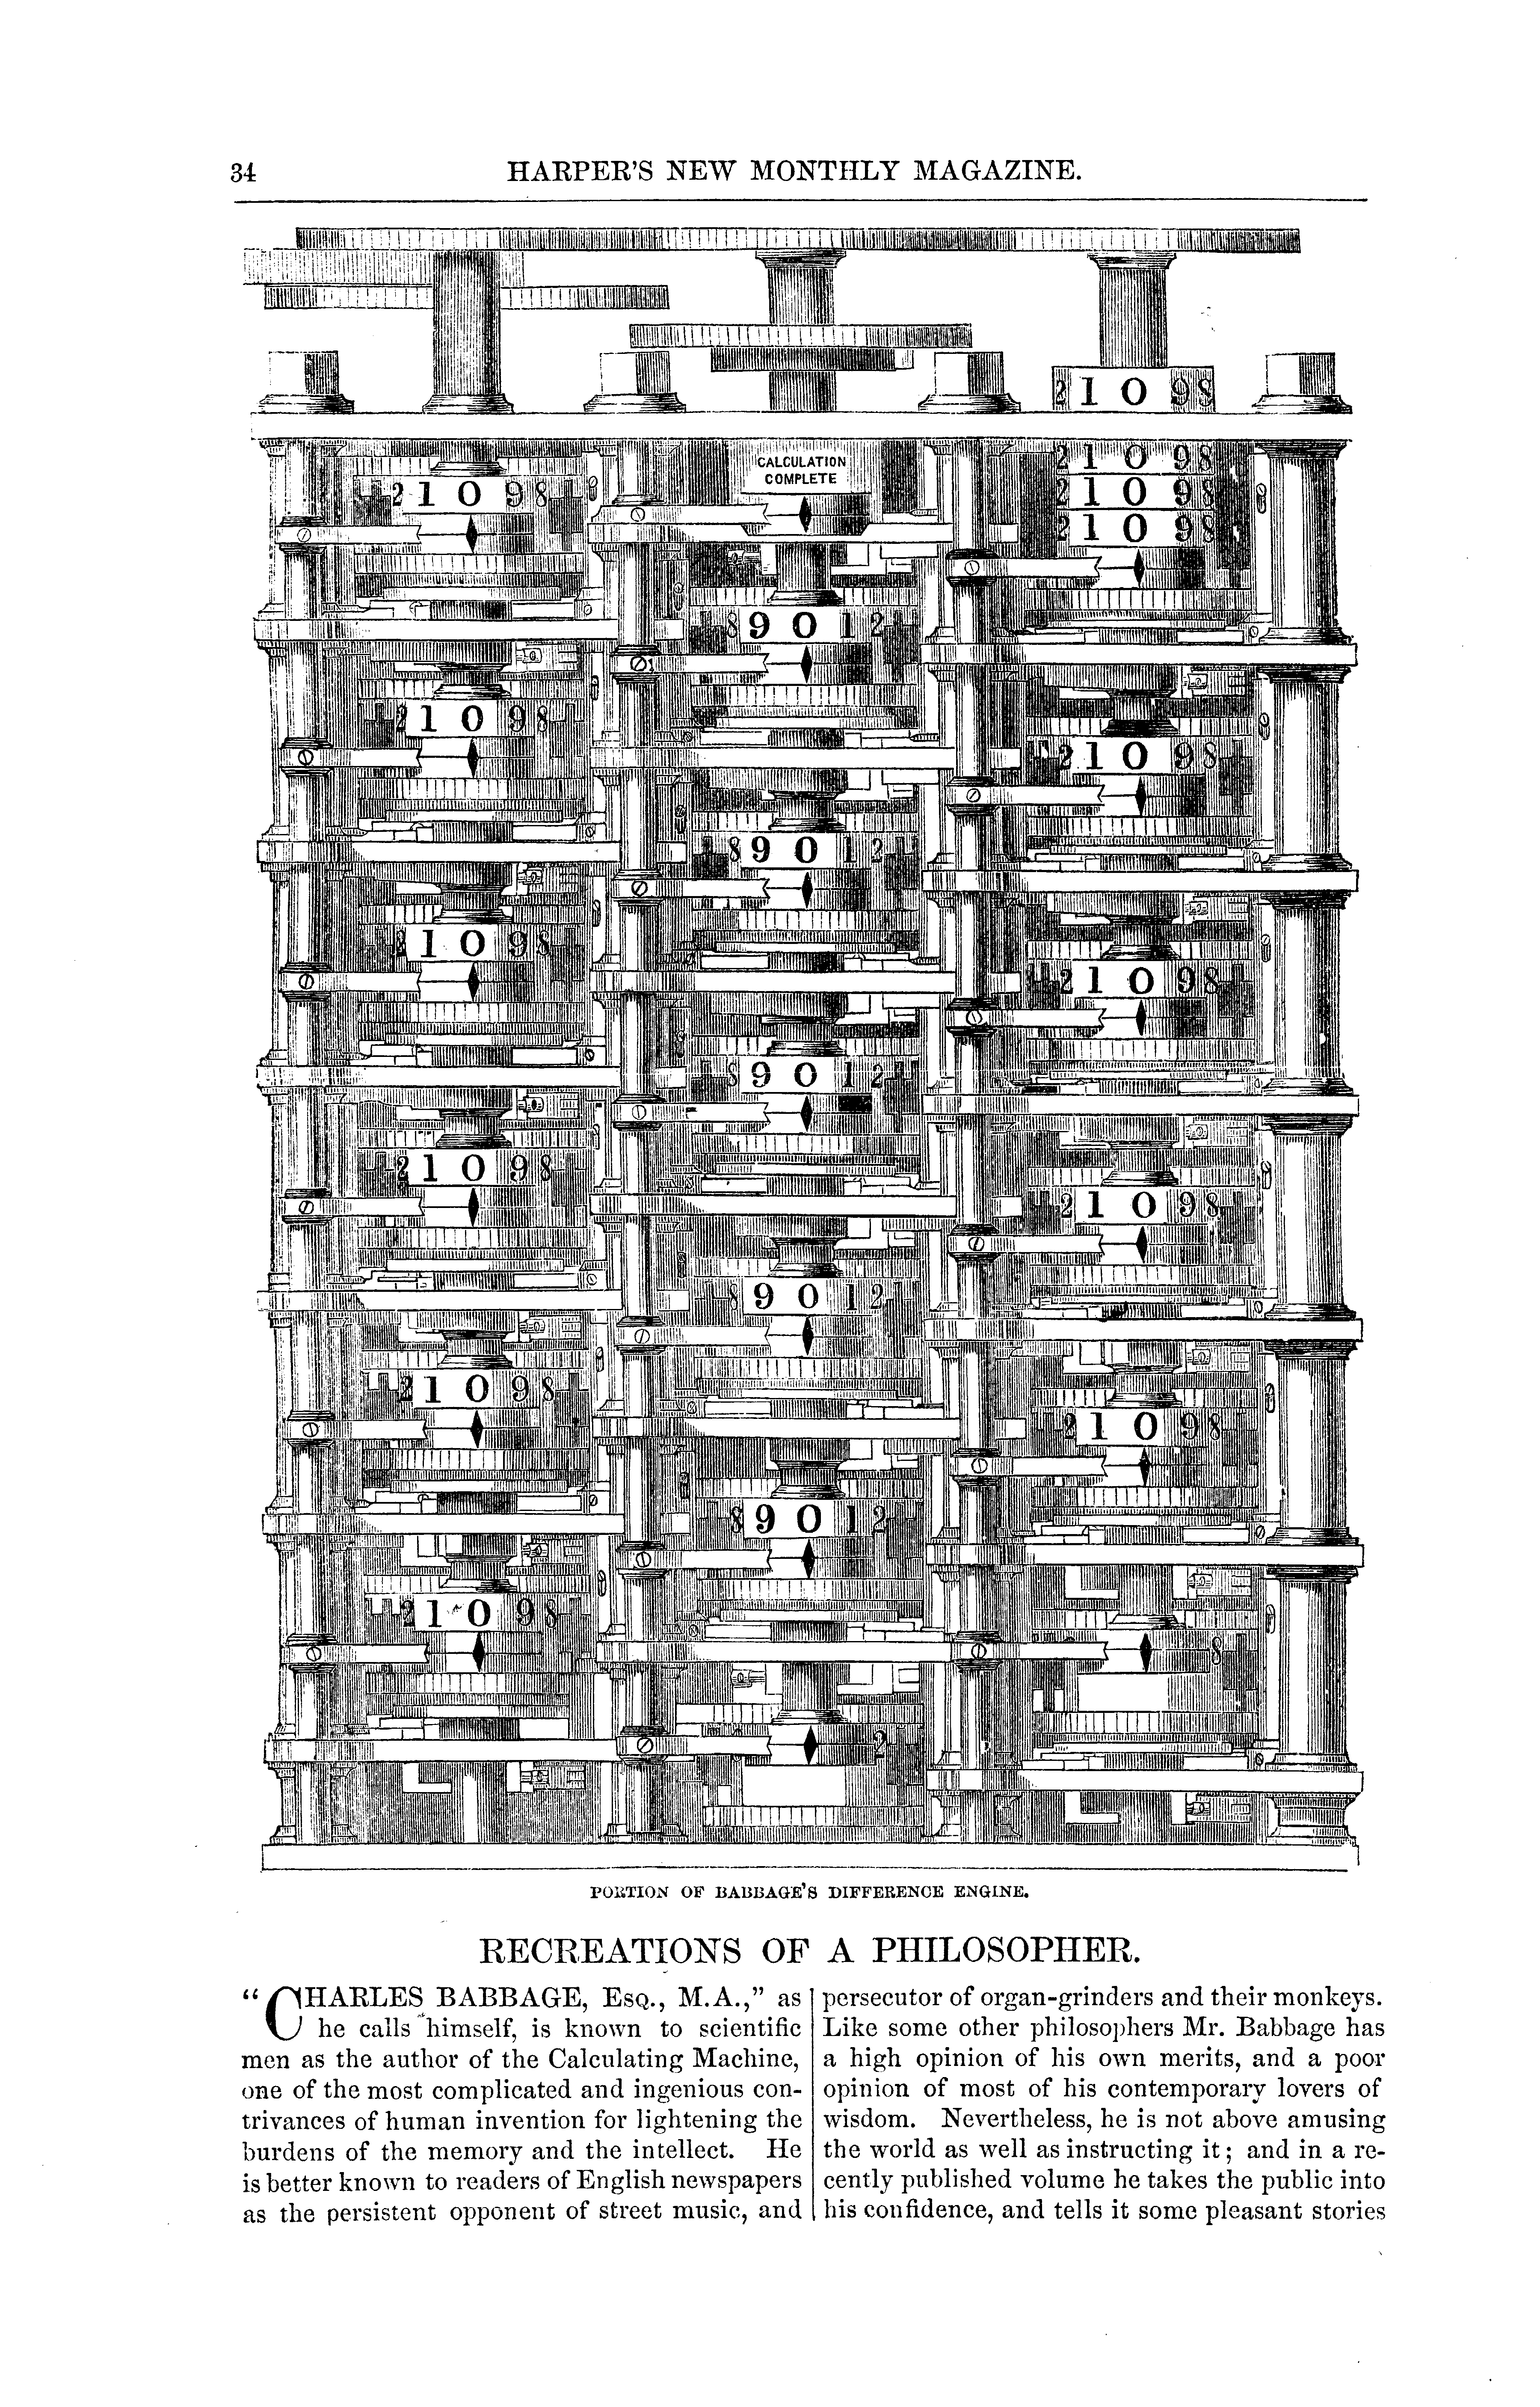 34
HARPER'S NEW MONTHLY MAGAZINE.
2 1 0 9 8
2 1 0 9 8
CALCULATION
COMPLETE
2 1 0 9 8
2 1 0 9 8
2 1 0 9 8
8 9 0 1 2
2 1 0 9 8
2 1 0 9 8
8 9 0 1 2
2 1 0 9 8
2 1 0 9 8
8 9 0 1 2
2 1 0 9 8
2 1 0 9 8
8 9 0 1 2
2 1 0 9 8
2 1 0 9 8
8 9 0 1 2
2 1 0 9 8
8
2
PORTION OF BABBAGE'S DIFFERENCE ENGINE.
RECREATIONS OF A PHILOSOPHER.
"CHARLES BABBAGE, Esq., M.A.," as
he calls himself, is known to scientific
men as the author of the Calculating Machine,
one of the most complicated and ingenious con-
trivances of human invention for lightening the
burdens of the memory and the intellect. He
is better known to readers of English newspapers
as the persistent opponent of street music, and
persecutor of organ-grinders and their monkeys.
Like some other philosophers Mr. Babbage has
a high opinion of his own merits, and a poor
opinion of most of his contemporary lovers of
wisdom. Nevertheless, he is not above amusing
the world as well as instructing it; and in a re-
cently published volume he takes the public into
his confidence, and tells it some pleasant stories